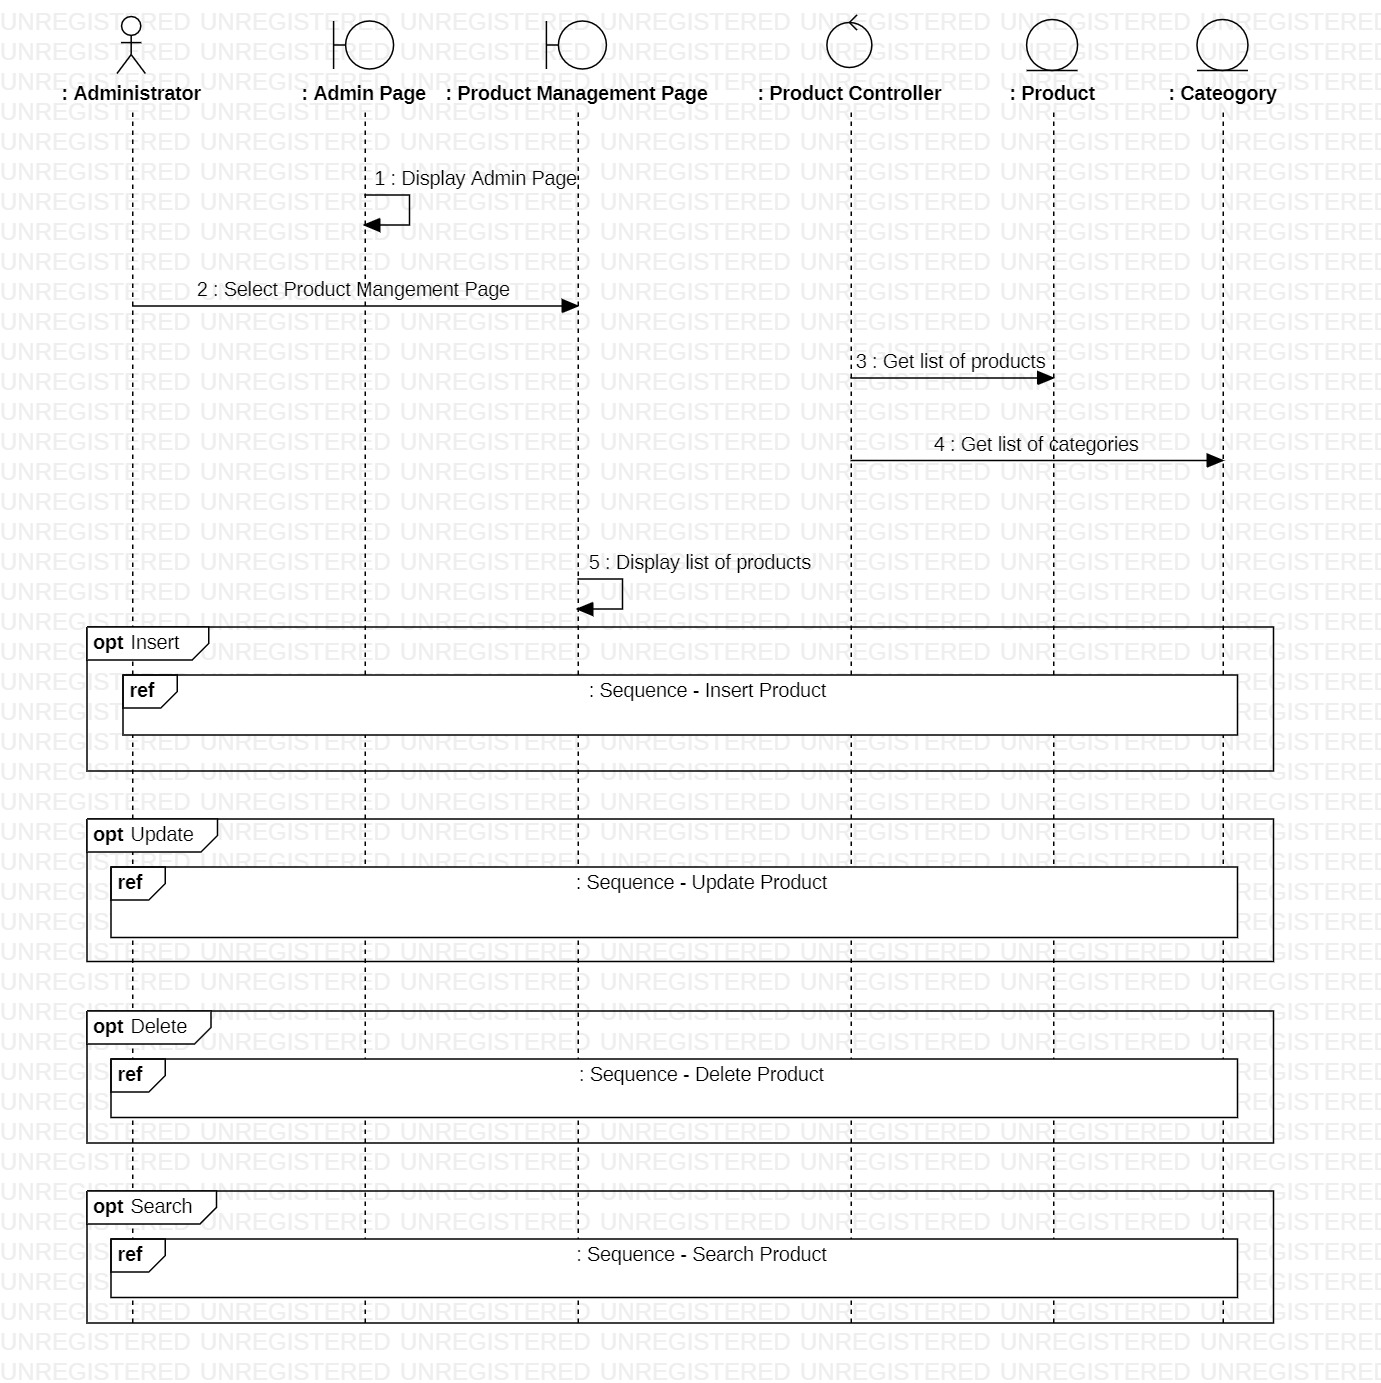 : Administrator : Admin Page : Product Management Page : Product Controller : Product : Cateogory
1 : Display Admin Page
2 : Select Product Mangement Page
3 : Get list of products
4 : Get list of categories
5 : Display list of products
opt Insert
ref : Sequence - Insert Product
opt Update
ref : Sequence - Update Product
opt Delete
ref : Sequence - Delete Product
opt Search
ref : Sequence - Search Product
UNREGISTERED